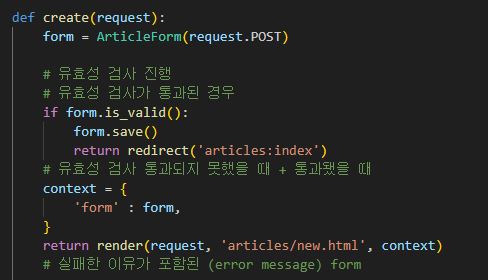 def create(request):
    form = ArticleForm(request.POST)

    # 유효성 검사 진행
    # 유효성 검사가 통과된 경우
    if form.is_valid():
        form.save()
        return redirect('articles:index')
    # 유효성 검사 통과되지 못했을 때 + 통과됐을 때
    context = {
        'form' : form,
    }
    return render(request, 'articles/new.html', context)
    # 실패한 이유가 포함된 (error message) form